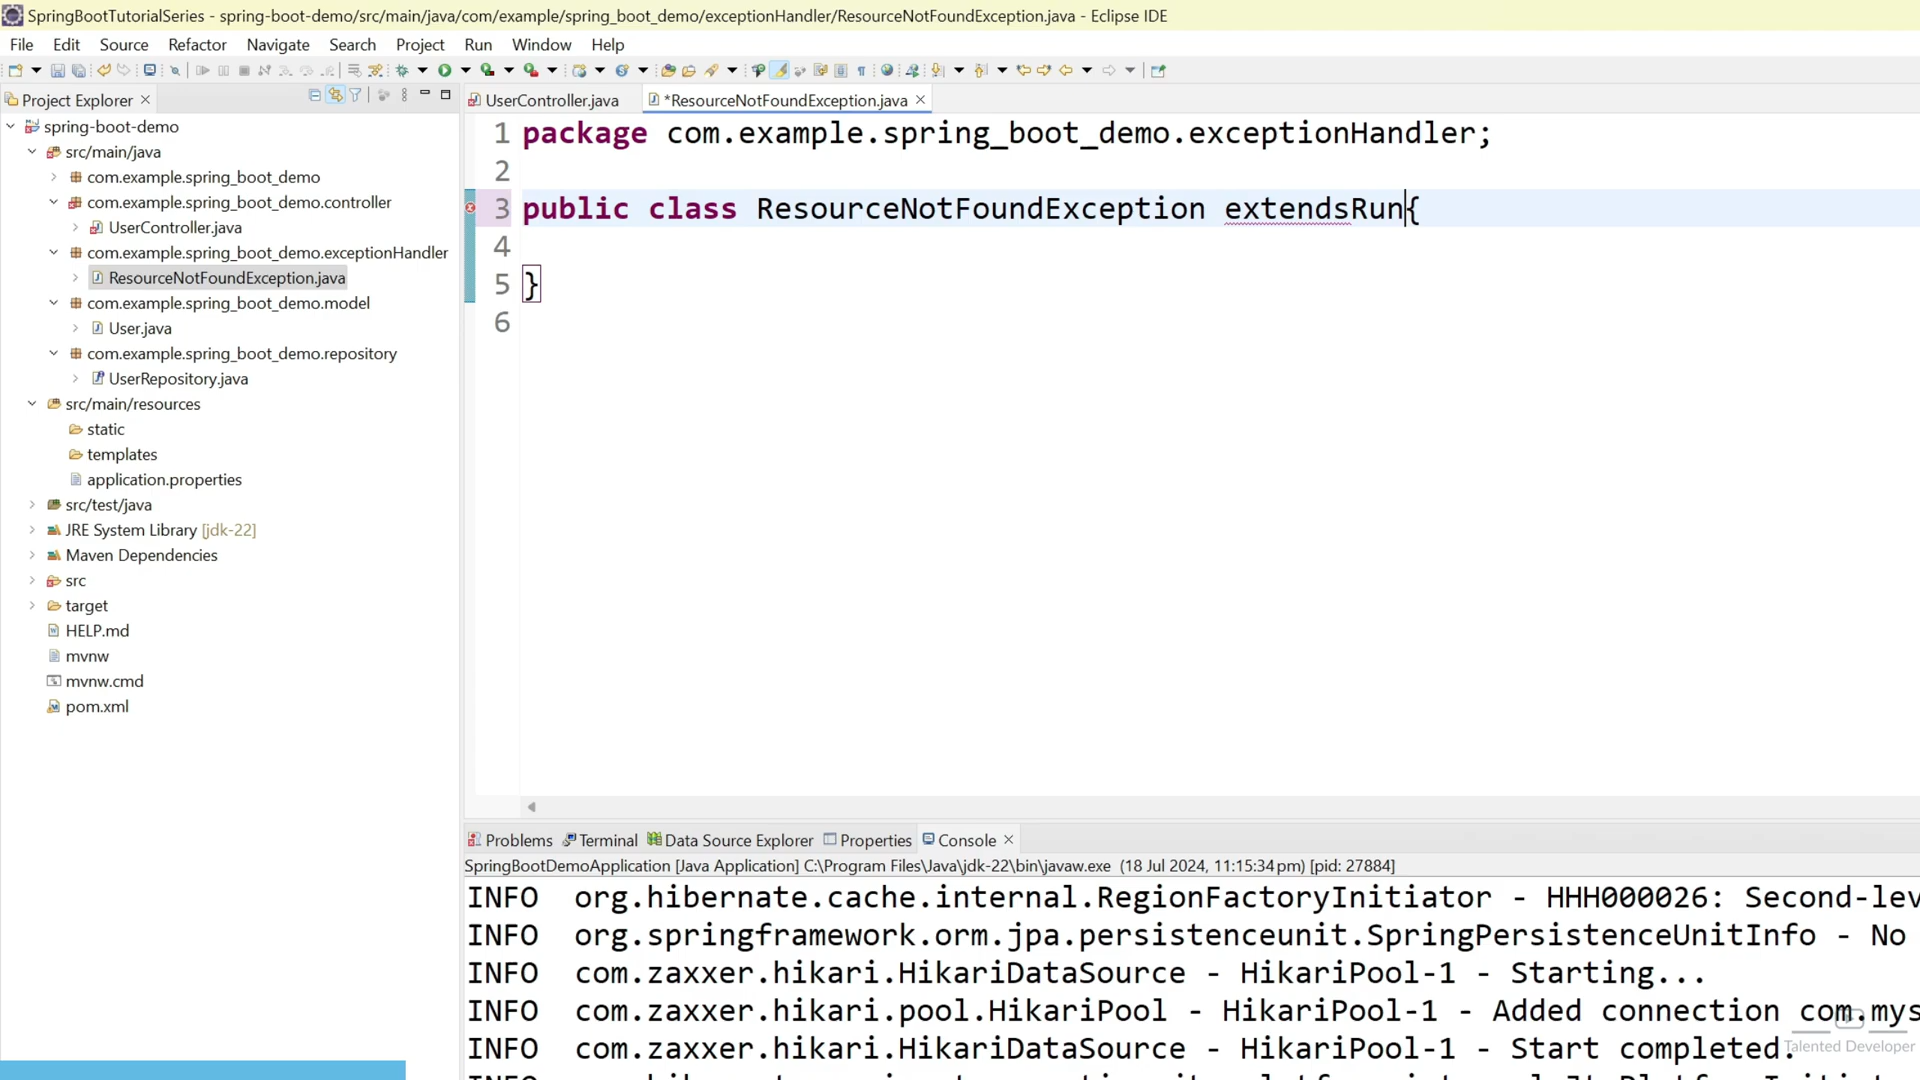 SpringBootTutorialSeries - spring-boot-demo/src/main/java/com/example/spring_boot_demo/exceptionHandler/ResourceNotFoundException.java - Eclipse IDE
File Edit Source Refactor Navigate Search Project Run Window Help
Project Explorer
UserController.java
*ResourceNotFoundException.java
spring-boot-demo
src/main/java
com.example.spring_boot_demo
com.example.spring_boot_demo.controller
UserController.java
com.example.spring_boot_demo.exceptionHandler
ResourceNotFoundException.java
com.example.spring_boot_demo.model
User.java
com.example.spring_boot_demo.repository
UserRepository.java
src/main/resources
static
templates
application.properties
src/test/java
JRE System Library [jdk-22]
Maven Dependencies
src
target
HELP.md
mvnw
mvnw.cmd
pom.xml
1 package com.example.spring_boot_demo.exceptionHandler;
2
3 public class ResourceNotFoundException extendsRun{
4
5 }
6
Problems Terminal Data Source Explorer Properties Console
SpringBootDemoApplication [Java Application] C:\Program Files\Java\jdk-22\bin\javaw.exe (18 Jul 2024, 11:15:34 pm) [pid: 27884]
INFO org.hibernate.cache.internal.RegionFactoryInitiator - HHH000026: Second-lev
INFO org.springframework.orm.jpa.persistenceunit.SpringPersistenceUnitInfo - No
INFO com.zaxxer.hikari.HikariDataSource - HikariPool-1 - Starting...
INFO com.zaxxer.hikari.pool.HikariPool - HikariPool-1 - Added connection com.mys
INFO com.zaxxer.hikari.HikariDataSource - HikariPool-1 - Start completed.
Talented Developer